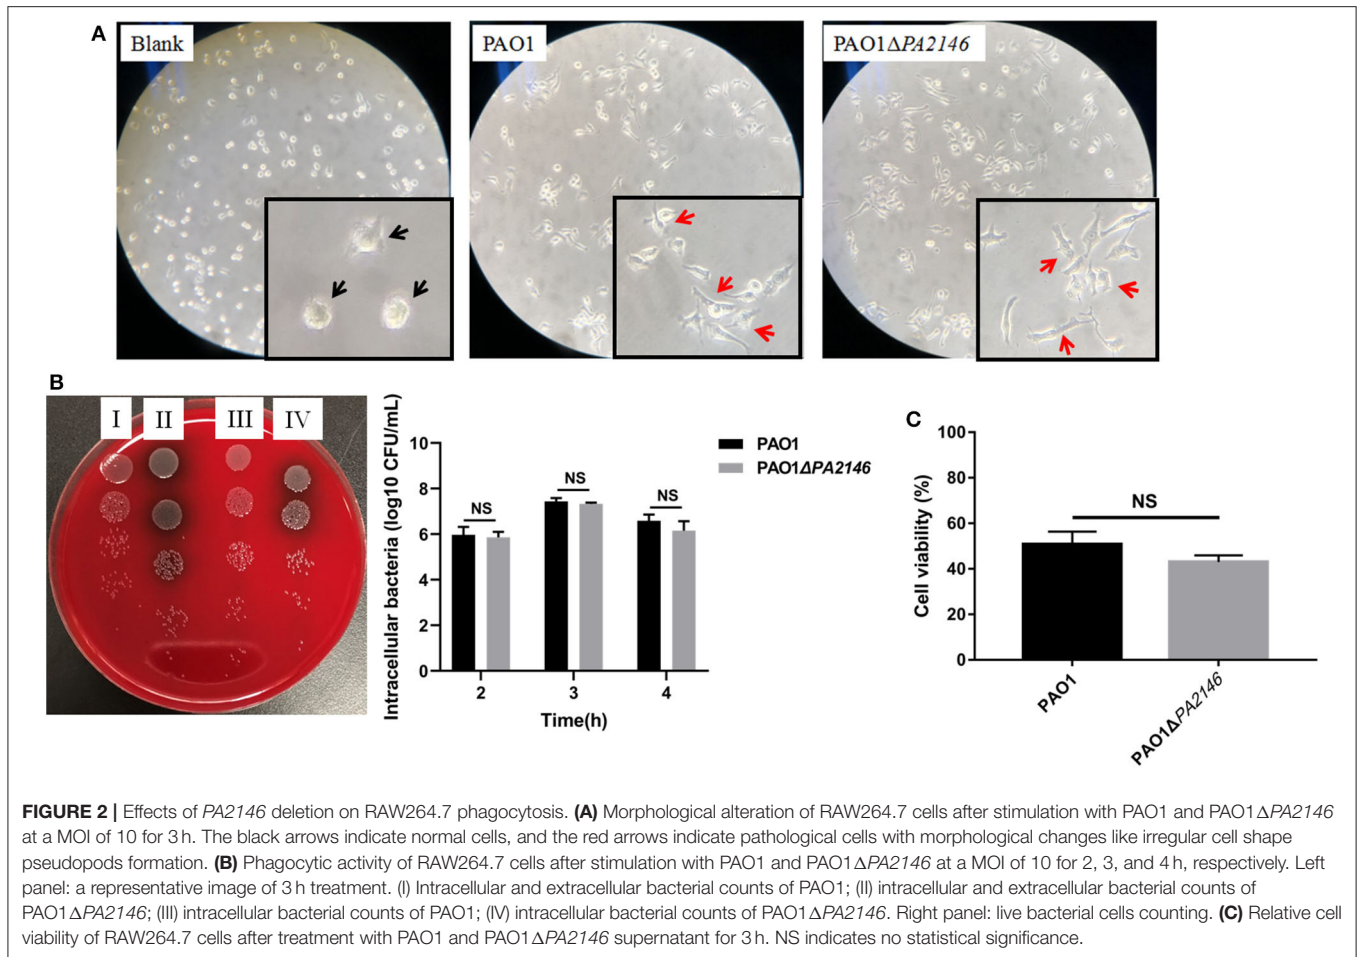 A
Blank
PAO1
PAO1ΔPA2146
B
I
II
III
IV
Intracellular bacteria (log10 CFU/mL)
10
8
6
4
2
0
NS
NS
NS
2
3
4
Time(h)
PAO1
PAO1ΔPA2146
C
Cell viability (%)
100
80
60
40
20
0
NS
PAO1
PAO1ΔPA2146
FIGURE 2 | Effects of PA2146 deletion on RAW264.7 phagocytosis. (A) Morphological alteration of RAW264.7 cells after stimulation with PAO1 and PAO1ΔPA2146
at a MOI of 10 for 3 h. The black arrows indicate normal cells, and the red arrows indicate pathological cells with morphological changes like irregular cell shape
pseudopods formation. (B) Phagocytic activity of RAW264.7 cells after stimulation with PAO1 and PAO1ΔPA2146 at a MOI of 10 for 2, 3, and 4 h, respectively. Left
panel: a representative image of 3 h treatment. (I) Intracellular and extracellular bacterial counts of PAO1; (II) intracellular and extracellular bacterial counts of
PAO1ΔPA2146; (III) intracellular bacterial counts of PAO1; (IV) intracellular bacterial counts of PAO1ΔPA2146. Right panel: live bacterial cells counting. (C) Relative cell
viability of RAW264.7 cells after treatment with PAO1 and PAO1ΔPA2146 supernatant for 3 h. NS indicates no statistical significance.